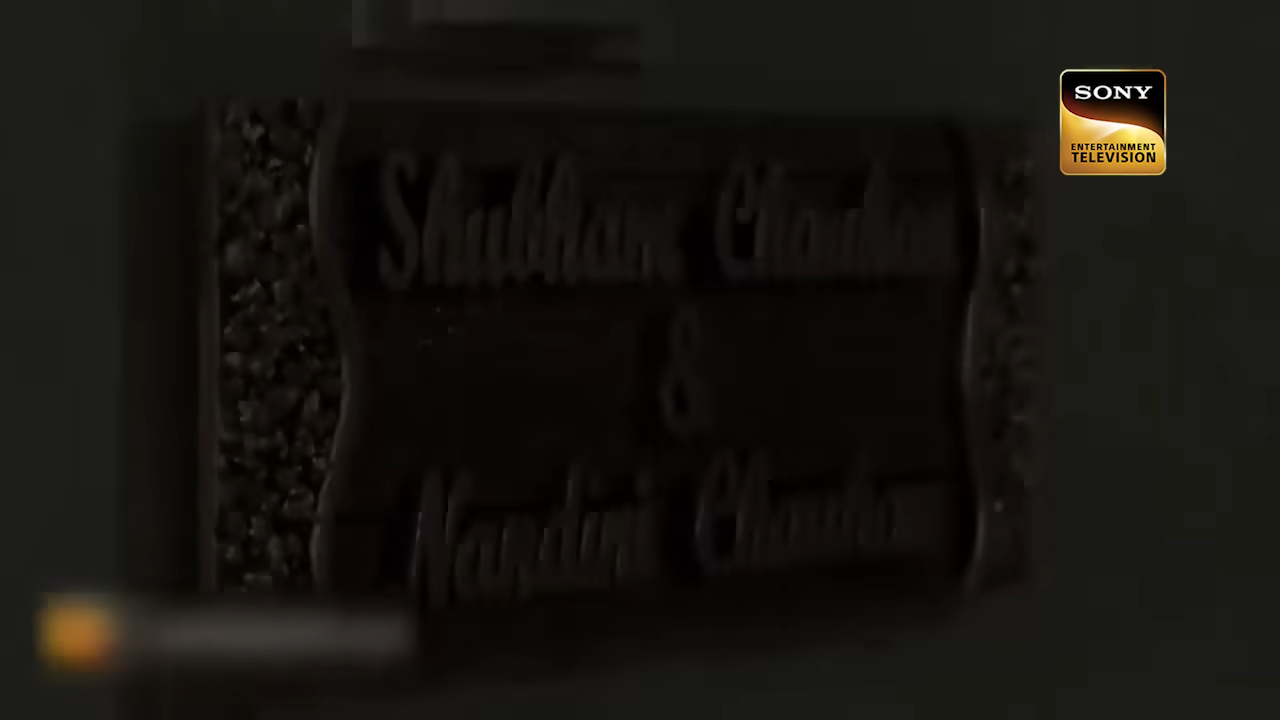 SONY
ENTERTAINMENT
TELEVISION
Shubham Chauhan
&
Nandini Chauhan